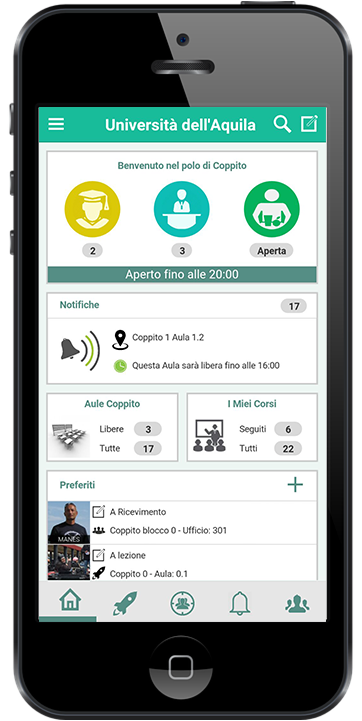 Università dell'Aquila
Benvenuto nel polo di Coppito
2 3 Aperta
Aperto fino alle 20:00
Notifiche 17
Coppito 1 Aula 1.2
Questa Aula sarà libera fino alle 16:00
Aule Coppito
Libere 3
Tutte 17
I Miei Corsi
Seguiti 6
Tutti 22
Preferiti
MANES
A Ricevimento
Coppito blocco 0 - Ufficio: 301
A lezione
Coppito 0 - Aula: 0.1